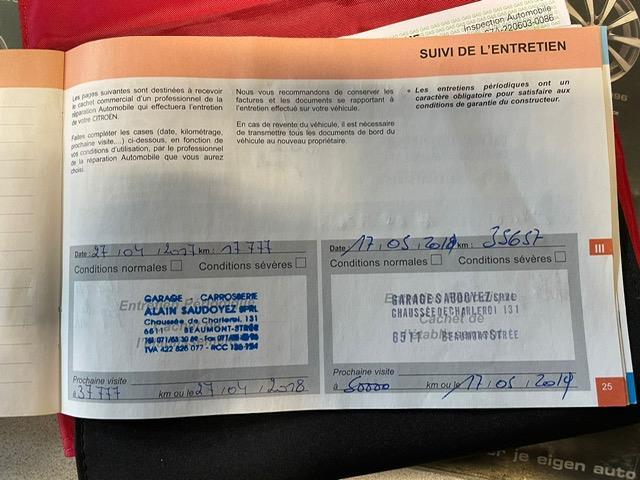 Inspection Automobile
07A-220603-0086
SUIVI DE L'ENTRETIEN
Les pages suivantes sont destinées à recevoir
le cachet commercial d'un professionnel de la
réparation Automobile qui effectuera l'entretien
de votre CITROËN.
Faites compléter les cases (date, kilométrage,
prochaine visite,...) ci-dessous, en fonction de
vos conditions d'utilisation, par le professionnel
de la réparation Automobile que vous aurez
choisi.
Nous vous recommandons de conserver les
factures et les documents se rapportant à
l'entretien effectué sur votre véhicule.
En cas de revente du véhicule, il est nécessaire
de transmettre tous les documents de bord du
véhicule au nouveau propriétaire.
* Les entretiens périodiques ont un
caractère obligatoire pour satisfaire aux
conditions de garantie du constructeur.
Date : 27 / 04 / 2017 km : 17777
Conditions normales Conditions sévères
GARAGE CARROSSERIE
ALAIN SAUDOYEZ SPRL
Chaussée de Charleroi, 131
6511 BEAUMONT-STRÉE
TVA 422 826 077 - RCC
Prochaine visite
à 37777 km ou le 27 / 04 / 2018
Date : 17 / 05 / 2018 km : 35657
Conditions normales Conditions sévères
GARAGE SAUDOYEZ SPRL
CHAUSSÉE DE CHARLEROI 131
6511 BEAUMONT STRÉE
Cachet de
Prochaine visite
à 50000 km ou le 17 / 05 / 2019
III
25
je eigen auto